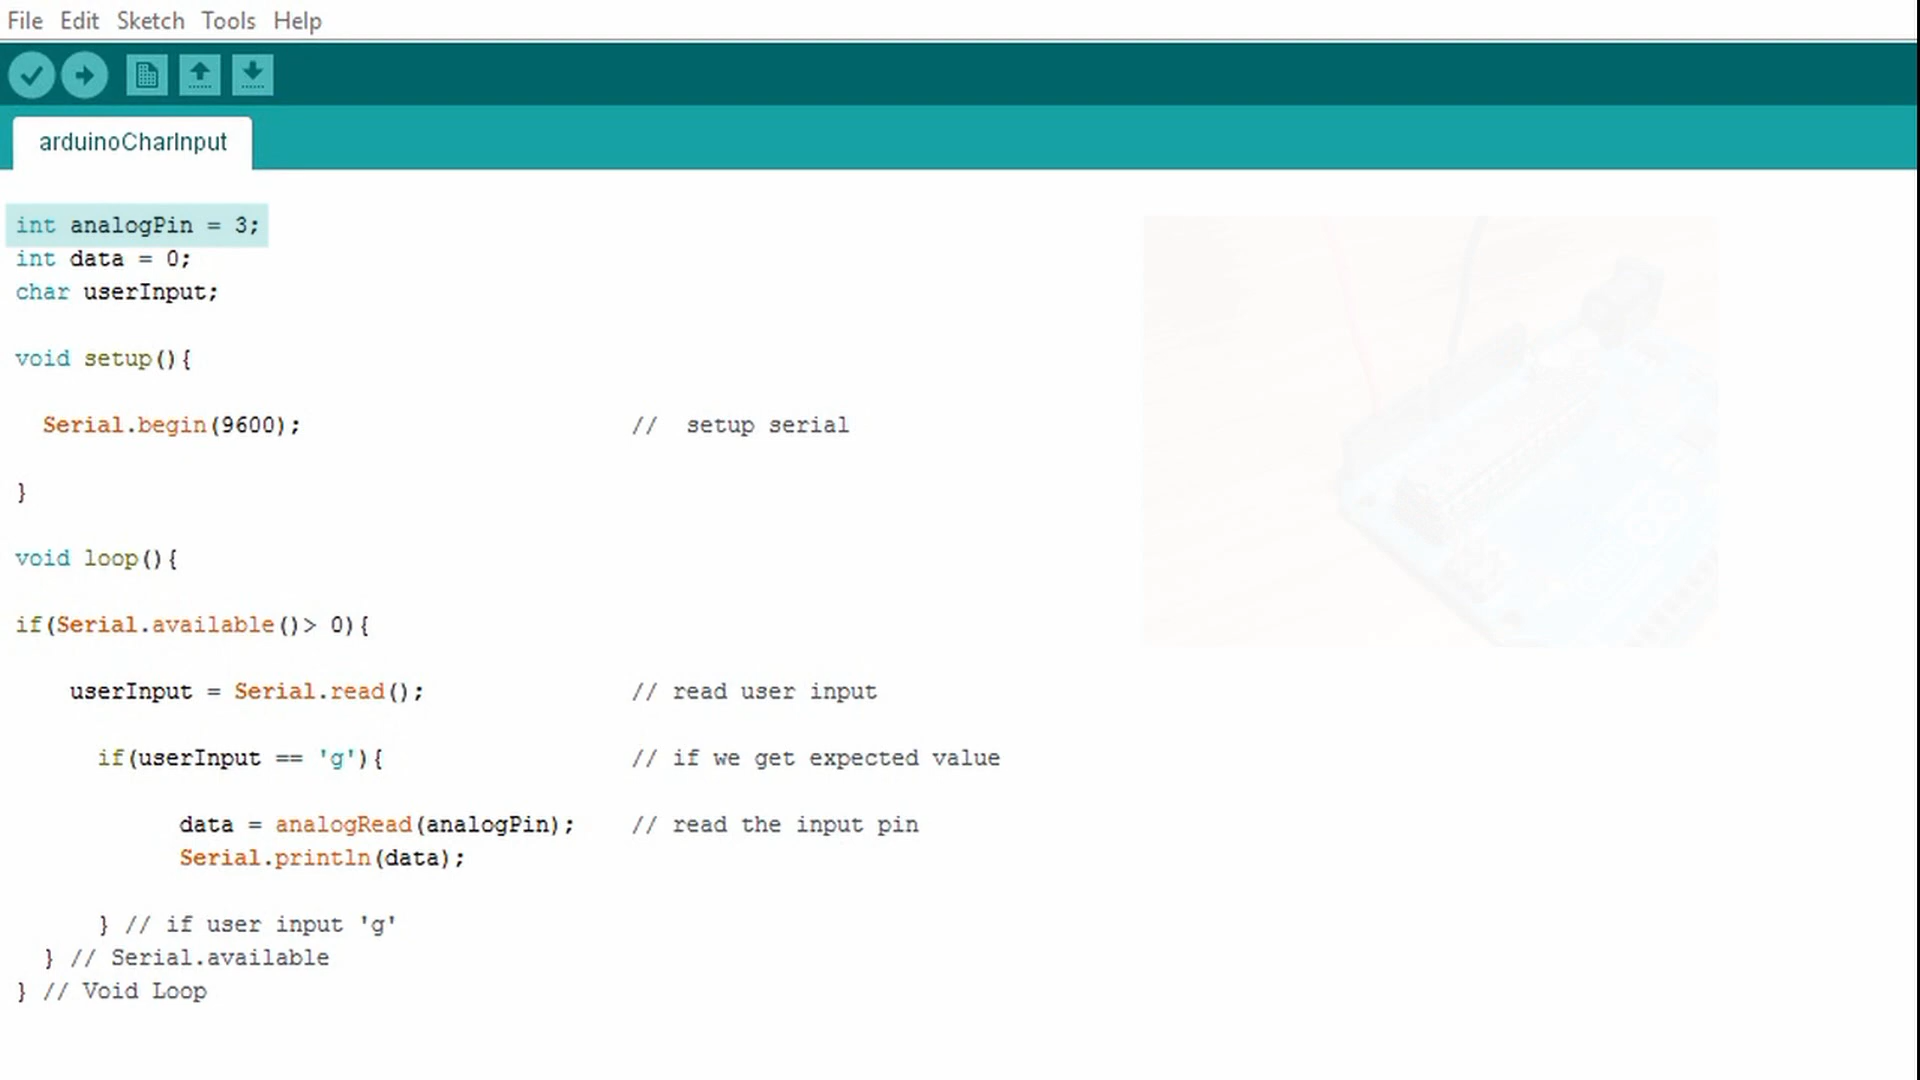 File Edit Sketch Tools Help
arduinoCharInput
int analogPin = 3;
int data = 0;
char userInput;
void setup(){
Serial.begin(9600); // setup serial
}
void loop(){
if(Serial.available()> 0){
userInput = Serial.read(); // read user input
if(userInput == 'g'){ // if we get expected value
data = analogRead(analogPin); // read the input pin
Serial.println(data);
} // if user input 'g'
} // Serial.available
} // Void Loop